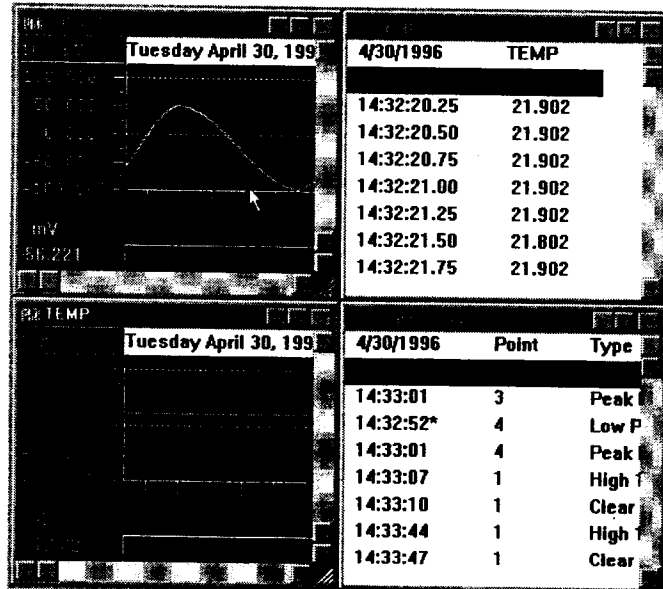 Tuesday April 30, 199
mV
56.221
4/30/1996 TEMP
14:32:20.25 21.902
14:32:20.50 21.902
14:32:20.75 21.902
14:32:21.00 21.902
14:32:21.25 21.902
14:32:21.50 21.802
14:32:21.75 21.902
TEMP
Tuesday April 30, 199
4/30/1996 Point Type
14:33:01 3 Peak
14:32:52* 4 Low P
14:33:01 4 Peak
14:33:07 1 High
14:33:10 1 Clear
14:33:44 1 High
14:33:47 1 Clear